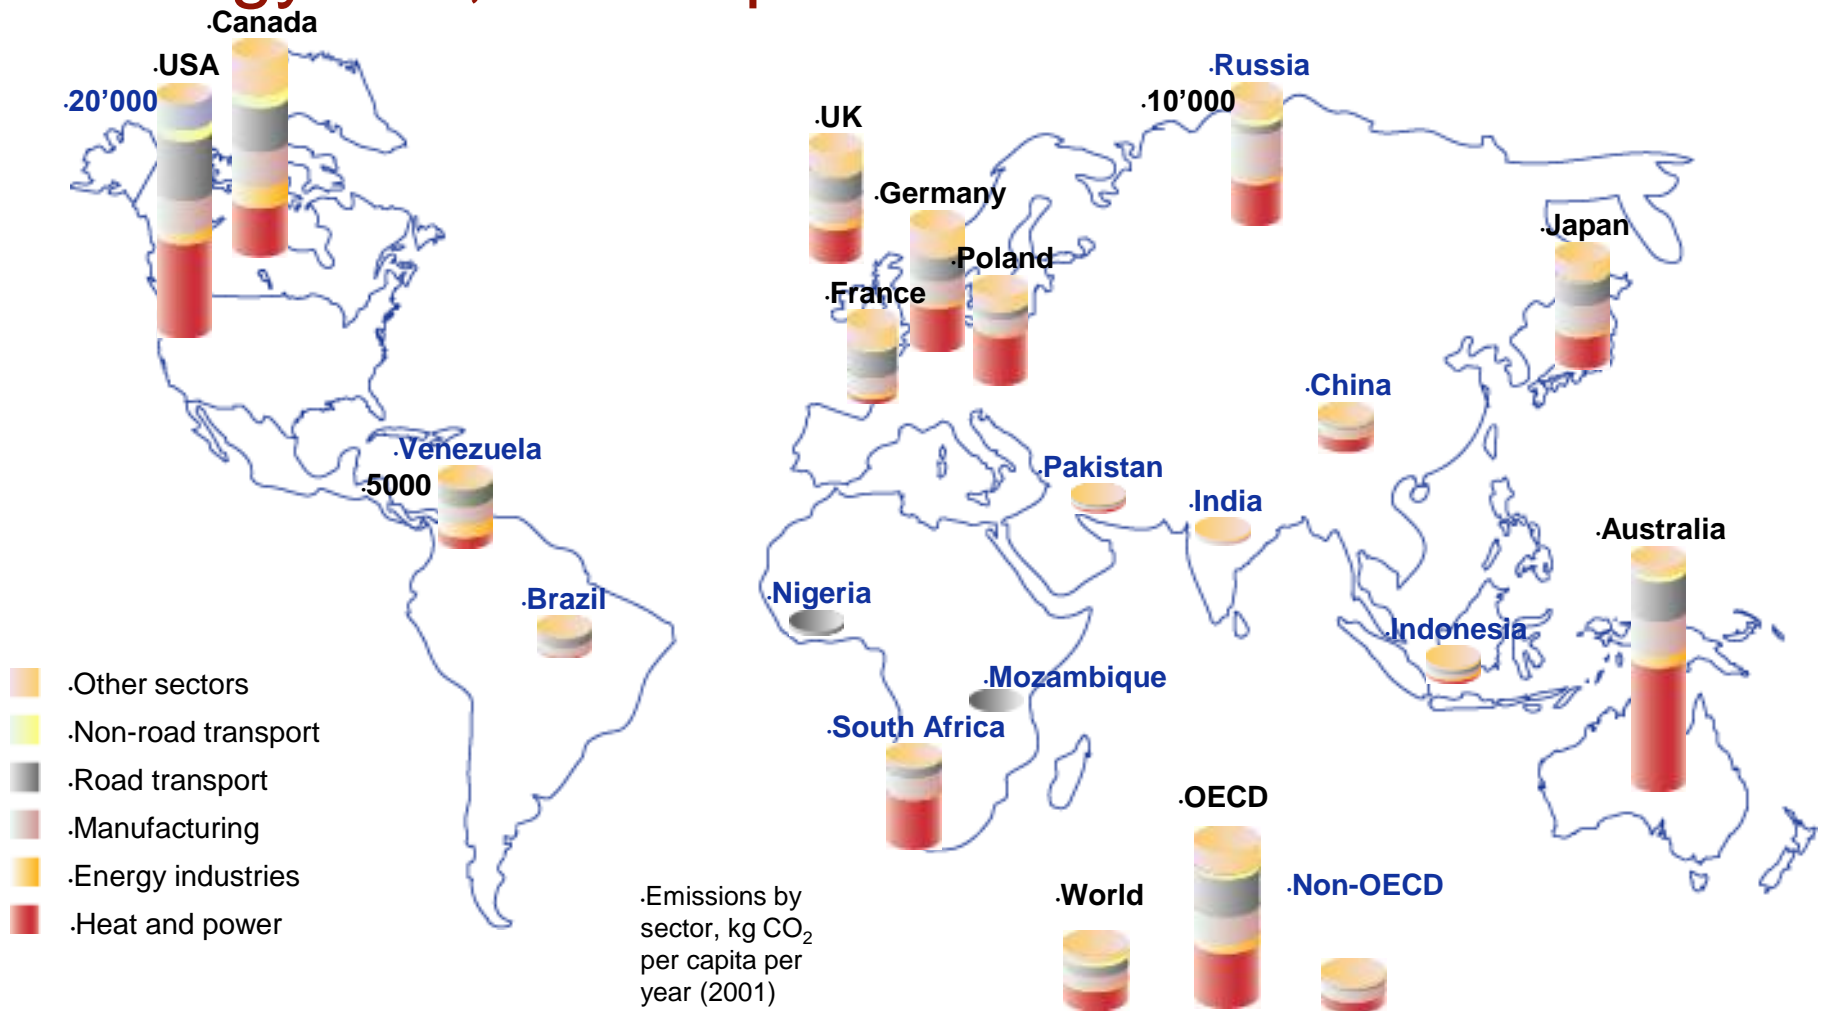 ·Canada
·USA
·20’000
·Russia
·10’000
·UK
·Germany
·Japan
·Poland
·France
·China
·Venezuela
·5000
·Pakistan
·India
·Australia
·Brazil
·Nigeria
·Indonesia
·Mozambique
·South Africa
·Other sectors
·Non-road transport
·Road transport
·Manufacturing
·Energy industries
·Heat and power
·OECD
·World
·Non-OECD
·Emissions by
sector, kg CO2
per capita per
year (2001)